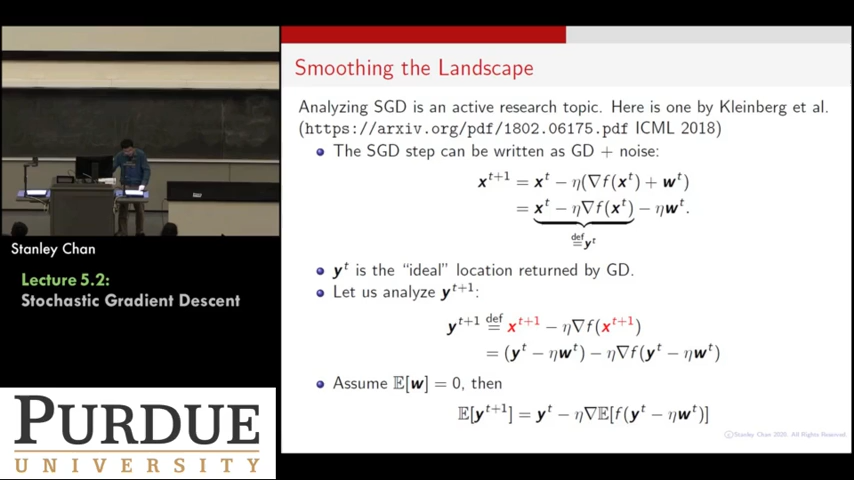 Stanley Chan
Lecture 5.2:
Stochastic Gradient Descent
PURDUE
UNIVERSITY
Smoothing the Landscape
Analyzing SGD is an active research topic. Here is one by Kleinberg et al.
(https://arxiv.org/pdf/1802.06175.pdf ICML 2018)
The SGD step can be written as GD + noise:
x^{t+1} = x^t − η(∇f(x^t) + w^t)
= x^t − η∇f(x^t) − ηw^t.
def
= y^t
y^t is the “ideal” location returned by GD.
Let us analyze y^{t+1}:
y^{t+1} def= x^{t+1} − η∇f(x^{t+1})
= (y^t − ηw^t) − η∇f(y^t − ηw^t)
Assume 𝔼[w] = 0, then
𝔼[y^{t+1}] = y^t − η∇𝔼[f(y^t − ηw^t)]
©Stanley Chan 2020. All Rights Reserved.